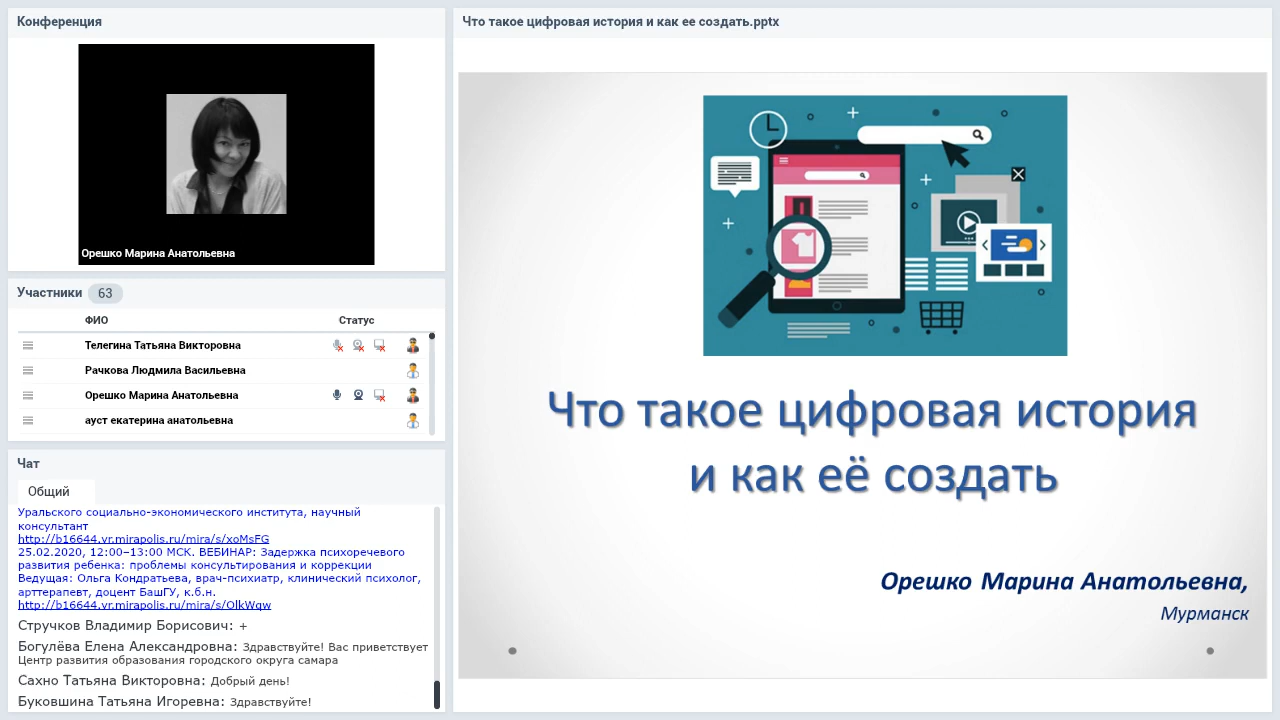 Конференция
Орешко Марина Анатольевна
Участники 63
ФИО Статус
Телегина Татьяна Викторовна
Рачкова Людмила Васильевна
Орешко Марина Анатольевна
ауст екатерина анатольевна
Чат
Общий
Уральского социально-экономического института, научный
консультант
http://b16644.vr.mirapolis.ru/mira/s/xoMsFG
25.02.2020, 12:00–13:00 МСК. ВЕБИНАР: Задержка психоречевого
развития ребенка: проблемы консультирования и коррекции
Ведущая: Ольга Кондратьева, врач-психиатр, клинический психолог,
арттерапевт, доцент БашГУ, к.б.н.
http://b16644.vr.mirapolis.ru/mira/s/OlkWqw
Стручков Владимир Борисович: +
Богулёва Елена Александровна: Здравствуйте! Вас приветствует
Центр развития образования городского округа самара
Сахно Татьяна Викторовна: Добрый день!
Буковшина Татьяна Игоревна: Здравствуйте!
Что такое цифровая история и как ее создать.pptx
Что такое цифровая история
и как её создать
Орешко Марина Анатольевна,
Мурманск